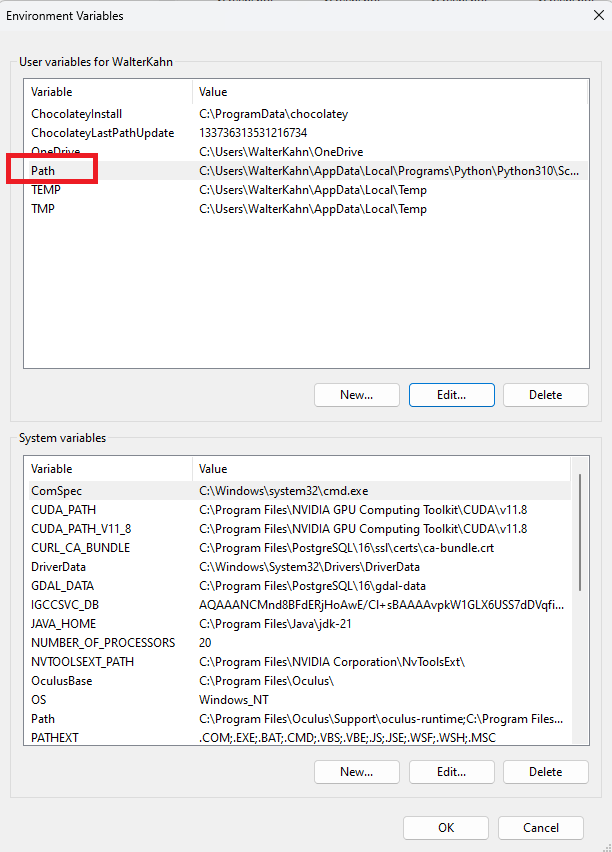 Environment Variables
User variables for WalterKahn
Variable Value
ChocolateyInstall C:\ProgramData\chocolatey
ChocolateyLastPathUpdate 133736313531216734
OneDrive C:\Users\WalterKahn\OneDrive
Path C:\Users\WalterKahn\AppData\Local\Programs\Python\Python310\Sc...
TEMP C:\Users\WalterKahn\AppData\Local\Temp
TMP C:\Users\WalterKahn\AppData\Local\Temp
New... Edit... Delete
System variables
Variable Value
ComSpec C:\Windows\system32\cmd.exe
CUDA_PATH C:\Program Files\NVIDIA GPU Computing Toolkit\CUDA\v11.8
CUDA_PATH_V11_8 C:\Program Files\NVIDIA GPU Computing Toolkit\CUDA\v11.8
CURL_CA_BUNDLE C:\Program Files\PostgreSQL\16\ssl\certs\ca-bundle.crt
DriverData C:\Windows\System32\Drivers\DriverData
GDAL_DATA C:\Program Files\PostgreSQL\16\gdal-data
IGCCSVC_DB AQAAANCMnd8BFdERjHoAwE/Cl+sBAAAAvpkW1GLX6USS7dDVqfi...
JAVA_HOME C:\Program Files\Java\jdk-21
NUMBER_OF_PROCESSORS 20
NVTOOLSEXT_PATH C:\Program Files\NVIDIA Corporation\NvToolsExt\
OculusBase C:\Program Files\Oculus\
OS Windows_NT
Path C:\Program Files\Oculus\Support\oculus-runtime;C:\Program Files...
PATHEXT .COM;.EXE;.BAT;.CMD;.VBS;.VBE;.JS;.JSE;.WSF;.WSH;.MSC
New... Edit... Delete
OK Cancel